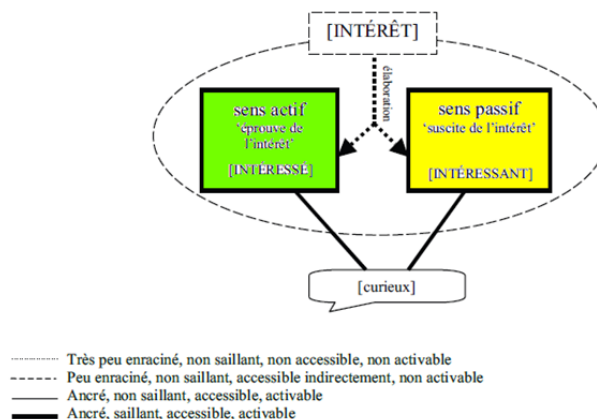 [INTÉRÊT]
élaboration
sens actif
‘éprouve de
l’intérêt’
[INTÉRESSÉ]
sens passif
‘suscite de l’intérêt’
[INTÉRESSANT]
[curieux]
Très peu enraciné, non saillant, non accessible, non activable
Peu enraciné, non saillant, accessible indirectement, non activable
Ancré, non saillant, accessible, activable
Ancré, saillant, accessible, activable